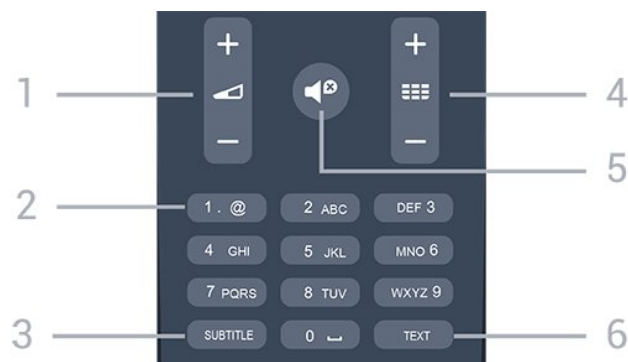 + +
1 4
- -
5
2 1 . @ 2 ABC DEF 3
4 GHI 5 JKL MNO 6
7 PQRS 8 TUV WXYZ 9
3 SUBTITLE 0 ⎵ TEXT 6